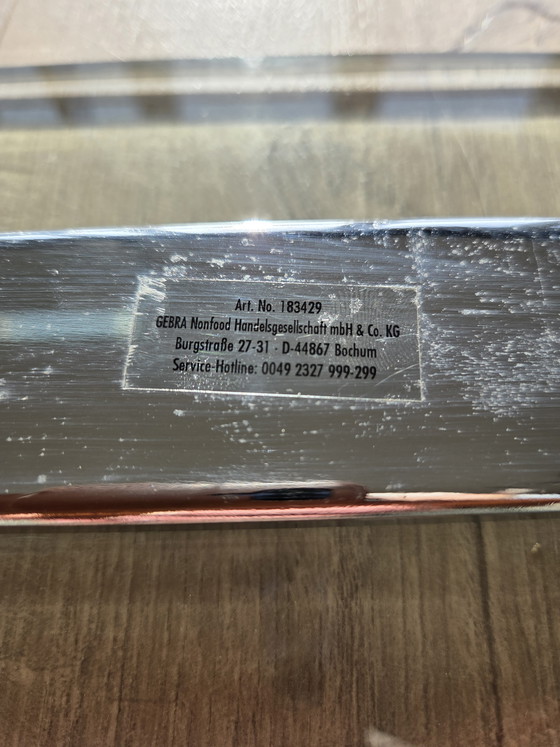 Art. No. 183429
GEBRA Nonfood Handelsgesellschaft mbH & Co. KG
Burgstraße 27-31 · D-44867 Bochum
Service-Hotline: 0049 2327 999-299